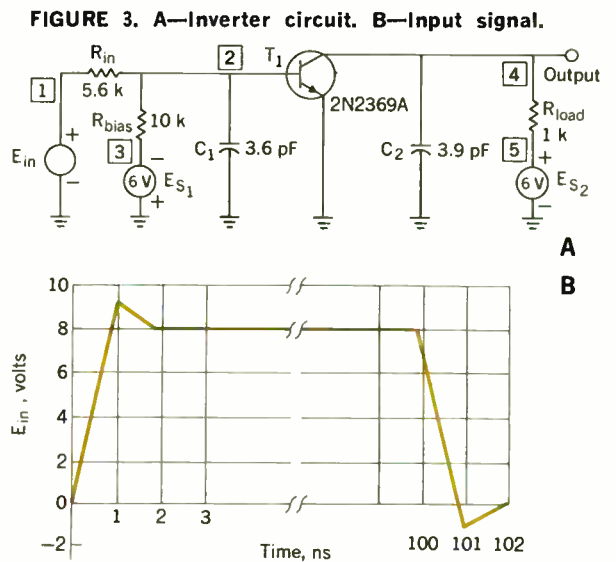 FIGURE 3. A—Inverter circuit. B—Input signal.
R_in
5.6 k
1
2
T_1
2N2369A
4
Output
R_bias
10 k
3
E_in
+
−
−
6 V
+
E_S1
C_1
3.6 pF
C_2
3.9 pF
R_load
1 k
5
+
6 V
−
E_S2
A
B
10
8
6
4
2
0
−2
E_in, volts
1 2 3
100 101 102
Time, ns